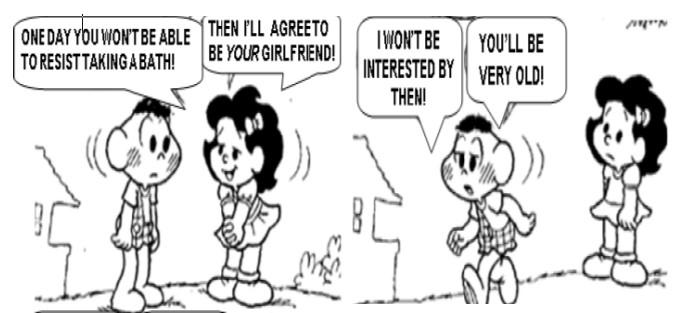 ONE DAY YOU WON'T BE ABLE
TO RESIST TAKING A BATH!
THEN I'LL AGREE TO
BE YOUR GIRLFRIEND!
I WON'T BE
INTERESTED BY
THEN!
YOU'LL BE
VERY OLD!